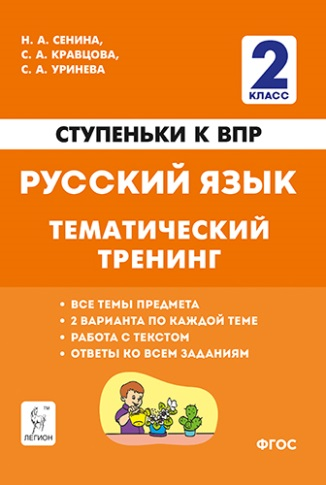 Н. А. СЕНИНА,
С. А. КРАВЦОВА,
С. А. УРИНЕВА
2
КЛАСС
СТУПЕНЬКИ К ВПР
РУССКИЙ ЯЗЫК
ТЕМАТИЧЕСКИЙ
ТРЕНИНГ
• ВСЕ ТЕМЫ ПРЕДМЕТА
• 2 ВАРИАНТА ПО КАЖДОЙ ТЕМЕ
• РАБОТА С ТЕКСТОМ
• ОТВЕТЫ КО ВСЕМ ЗАДАНИЯМ
TM
ЛЕГИОН
ФГОС